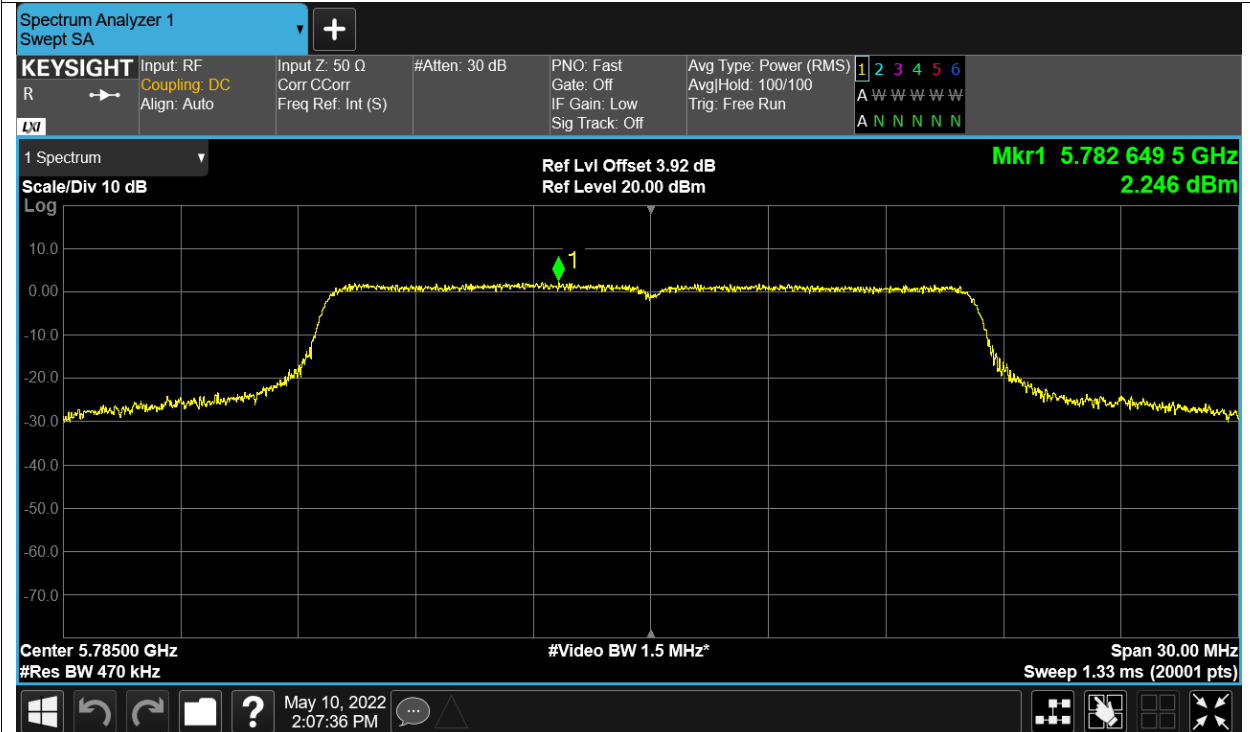 Spectrum Analyzer 1
Swept SA
+
KEYSIGHT
R
LXI
Input: RF
Coupling: DC
Align: Auto
Input Z: 50 Ω
Corr CCorr
Freq Ref: Int (S)
#Atten: 30 dB
PNO: Fast
Gate: Off
IF Gain: Low
Sig Track: Off
Avg Type: Power (RMS)
Avg|Hold: 100/100
Trig: Free Run
1 2 3 4 5 6
A W W W W W
A N N N N N
1 Spectrum
Scale/Div 10 dB
Log
Ref Lvl Offset 3.92 dB
Ref Level 20.00 dBm
Mkr1 5.782 649 5 GHz
2.246 dBm
1
10.0
0.00
-10.0
-20.0
-30.0
-40.0
-50.0
-60.0
-70.0
Center 5.78500 GHz
#Res BW 470 kHz
#Video BW 1.5 MHz*
Span 30.00 MHz
Sweep 1.33 ms (20001 pts)
?
May 10, 2022
2:07:36 PM